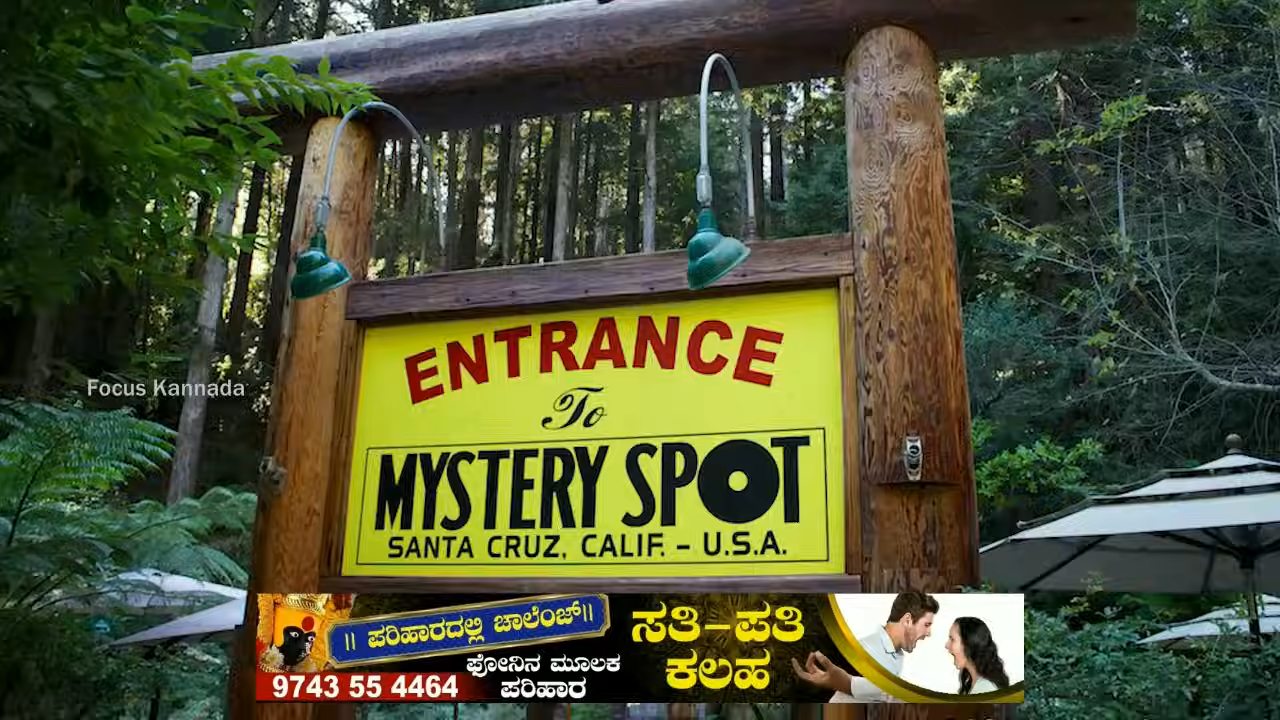 ENTRANCE
To
MYSTERY SPOT
SANTA CRUZ, CALIF. – U.S.A.
Focus Kannada
|| ಪರಿಹಾರದಲ್ಲಿ ಚಾಲೆಂಜ್ ||
ಫೋನಿನ ಮೂಲಕ
ಪರಿಹಾರ
9743 55 4464
ಸತಿ-ಪತಿ
ಕಲಹ